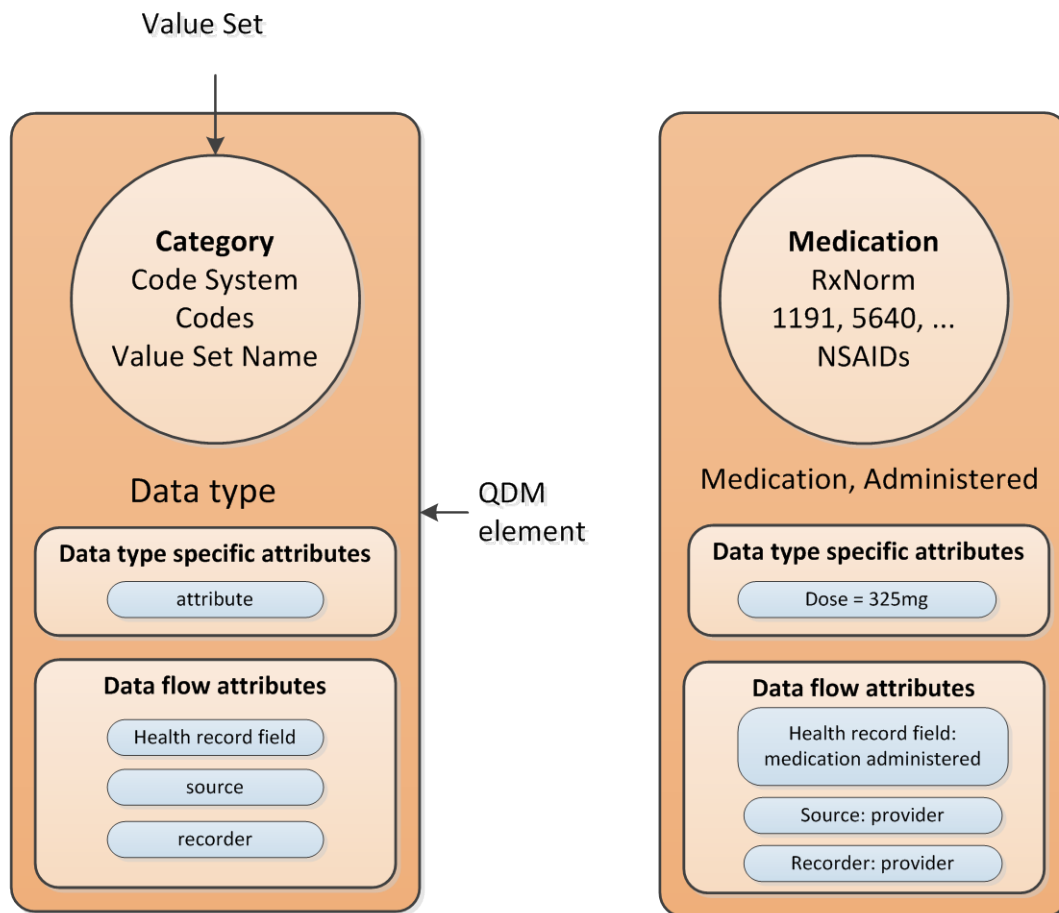 Value Set
Category
Code System
Codes
Value Set Name
Data type
QDM
element
Data type specific attributes
attribute
Data flow attributes
Health record field
source
recorder
Medication
RxNorm
1191, 5640, ...
NSAIDs
Medication, Administered
Data type specific attributes
Dose = 325mg
Data flow attributes
Health record field:
medication administered
Source: provider
Recorder: provider